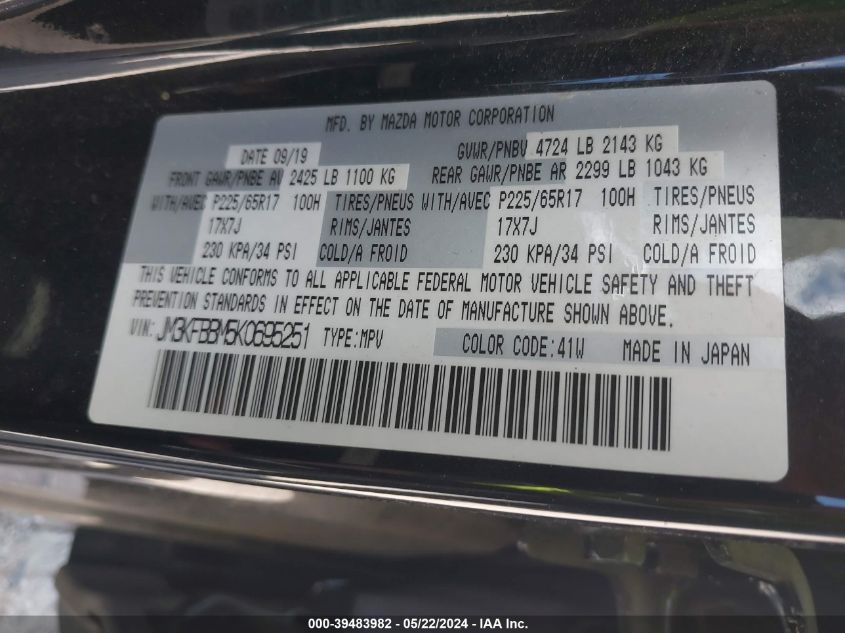 MFD. BY MAZDA MOTOR CORPORATION
DATE 09/19 GVWR/PNBV 4724 LB 2143 KG
FRONT GAWR/PNBE AV 2425 LB 1100 KG REAR GAWR/PNBE AR 2299 LB 1043 KG
WITH/AVEC P225/65R17 100H TIRES/PNEUS WITH/AVEC P225/65R17 100H TIRES/PNEUS
17X7J RIMS/JANTES 17X7J RIMS/JANTES
230 KPA/34 PSI COLD/A FROID 230 KPA/34 PSI COLD/A FROID
THIS VEHICLE CONFORMS TO ALL APPLICABLE FEDERAL MOTOR VEHICLE SAFETY AND THEFT
PREVENTION STANDARDS IN EFFECT ON THE DATE OF MANUFACTURE SHOWN ABOVE.
VIN: JM3KFBBM5K0695251 TYPE:MPV COLOR CODE:41W MADE IN JAPAN
000-39483982 - 05/22/2024 - IAA Inc.